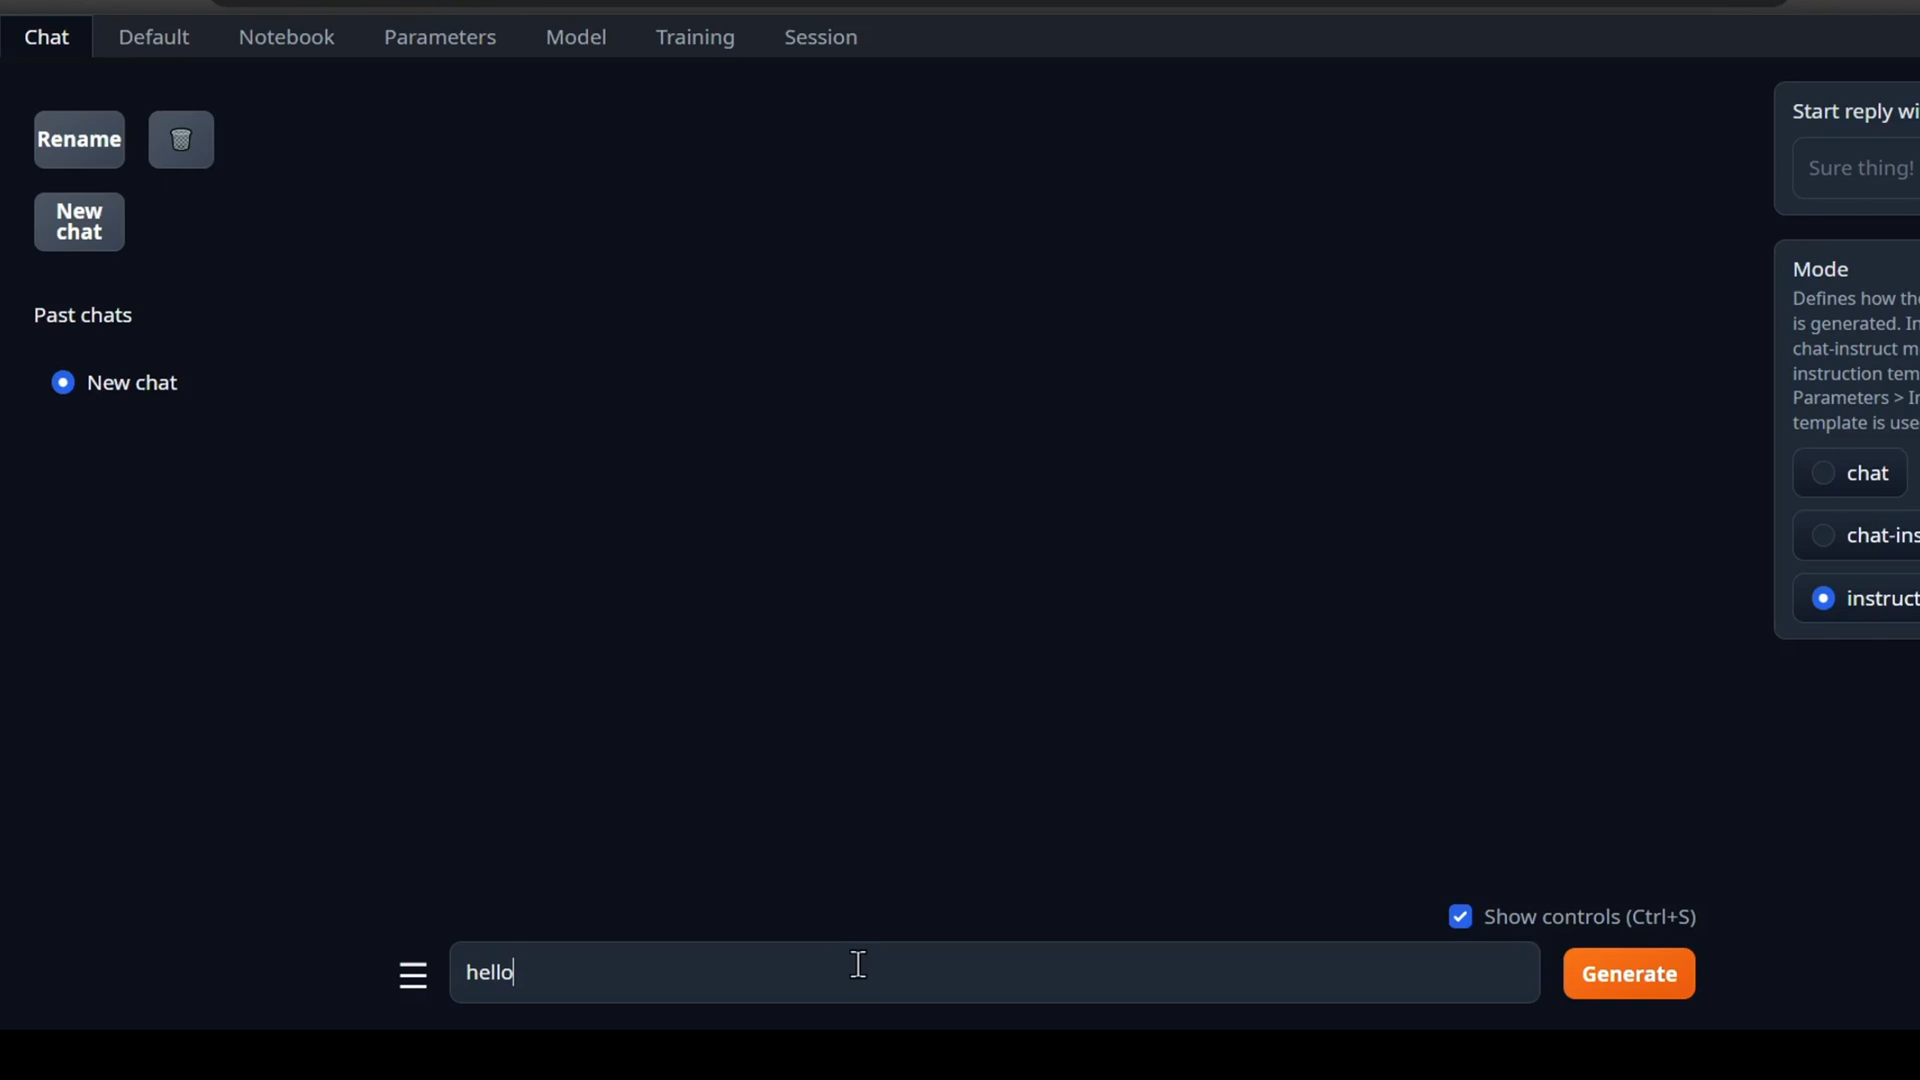 Chat Default Notebook Parameters Model Training Session
Rename
New
chat
Past chats
New chat
Start reply wi
Sure thing!
Mode
Defines how the
is generated. In
chat-instruct m
instruction tem
Parameters > In
template is use
chat
chat-ins
instruct
Show controls (Ctrl+S)
hello
Generate